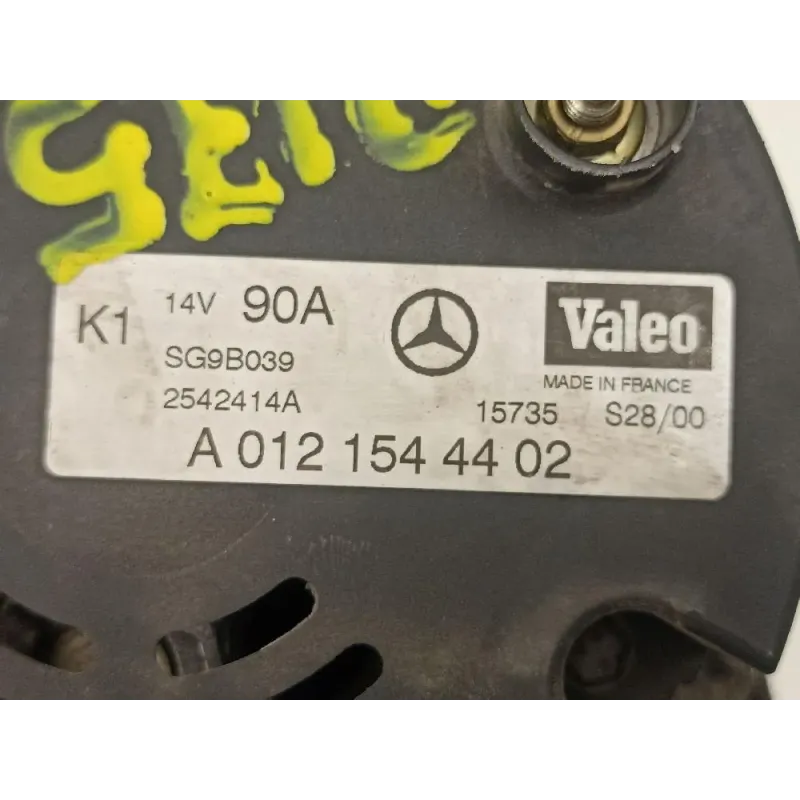 K1 14V 90A
SG9B039
2542414A
Valeo
MADE IN FRANCE
15735 S28/00
A 012 154 44 02